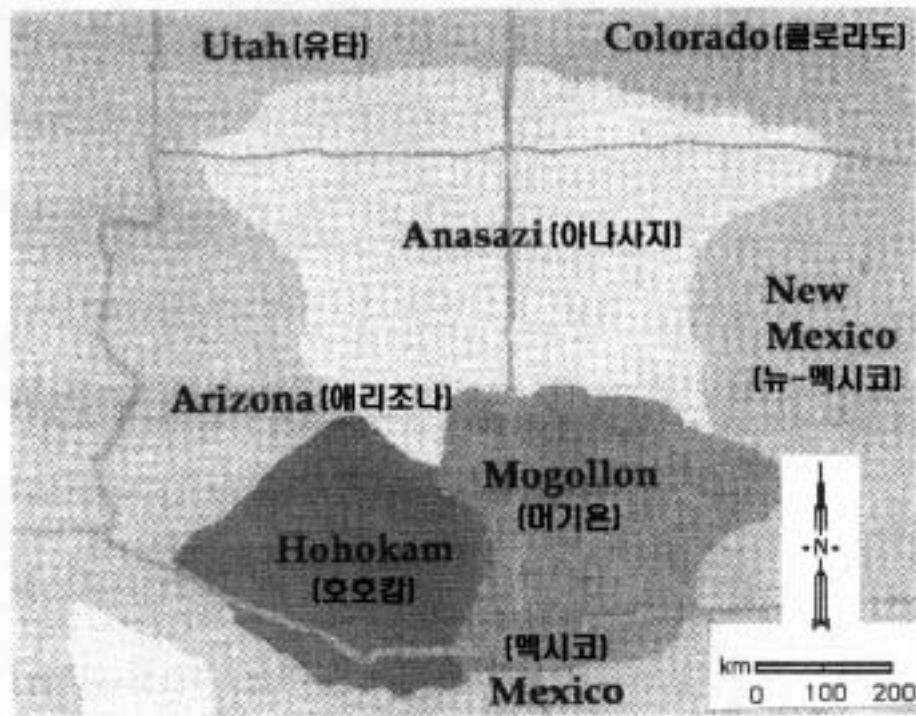 Utah (유타)
Colorado (콜로라도)
Anasazi (아나사지)
New
Mexico
(뉴-멕시코)
Arizona (애리조나)
Mogollon
(머기욘)
Hohokam
(호호캄)
(멕시코)
Mexico
-N-
km
0 100 200